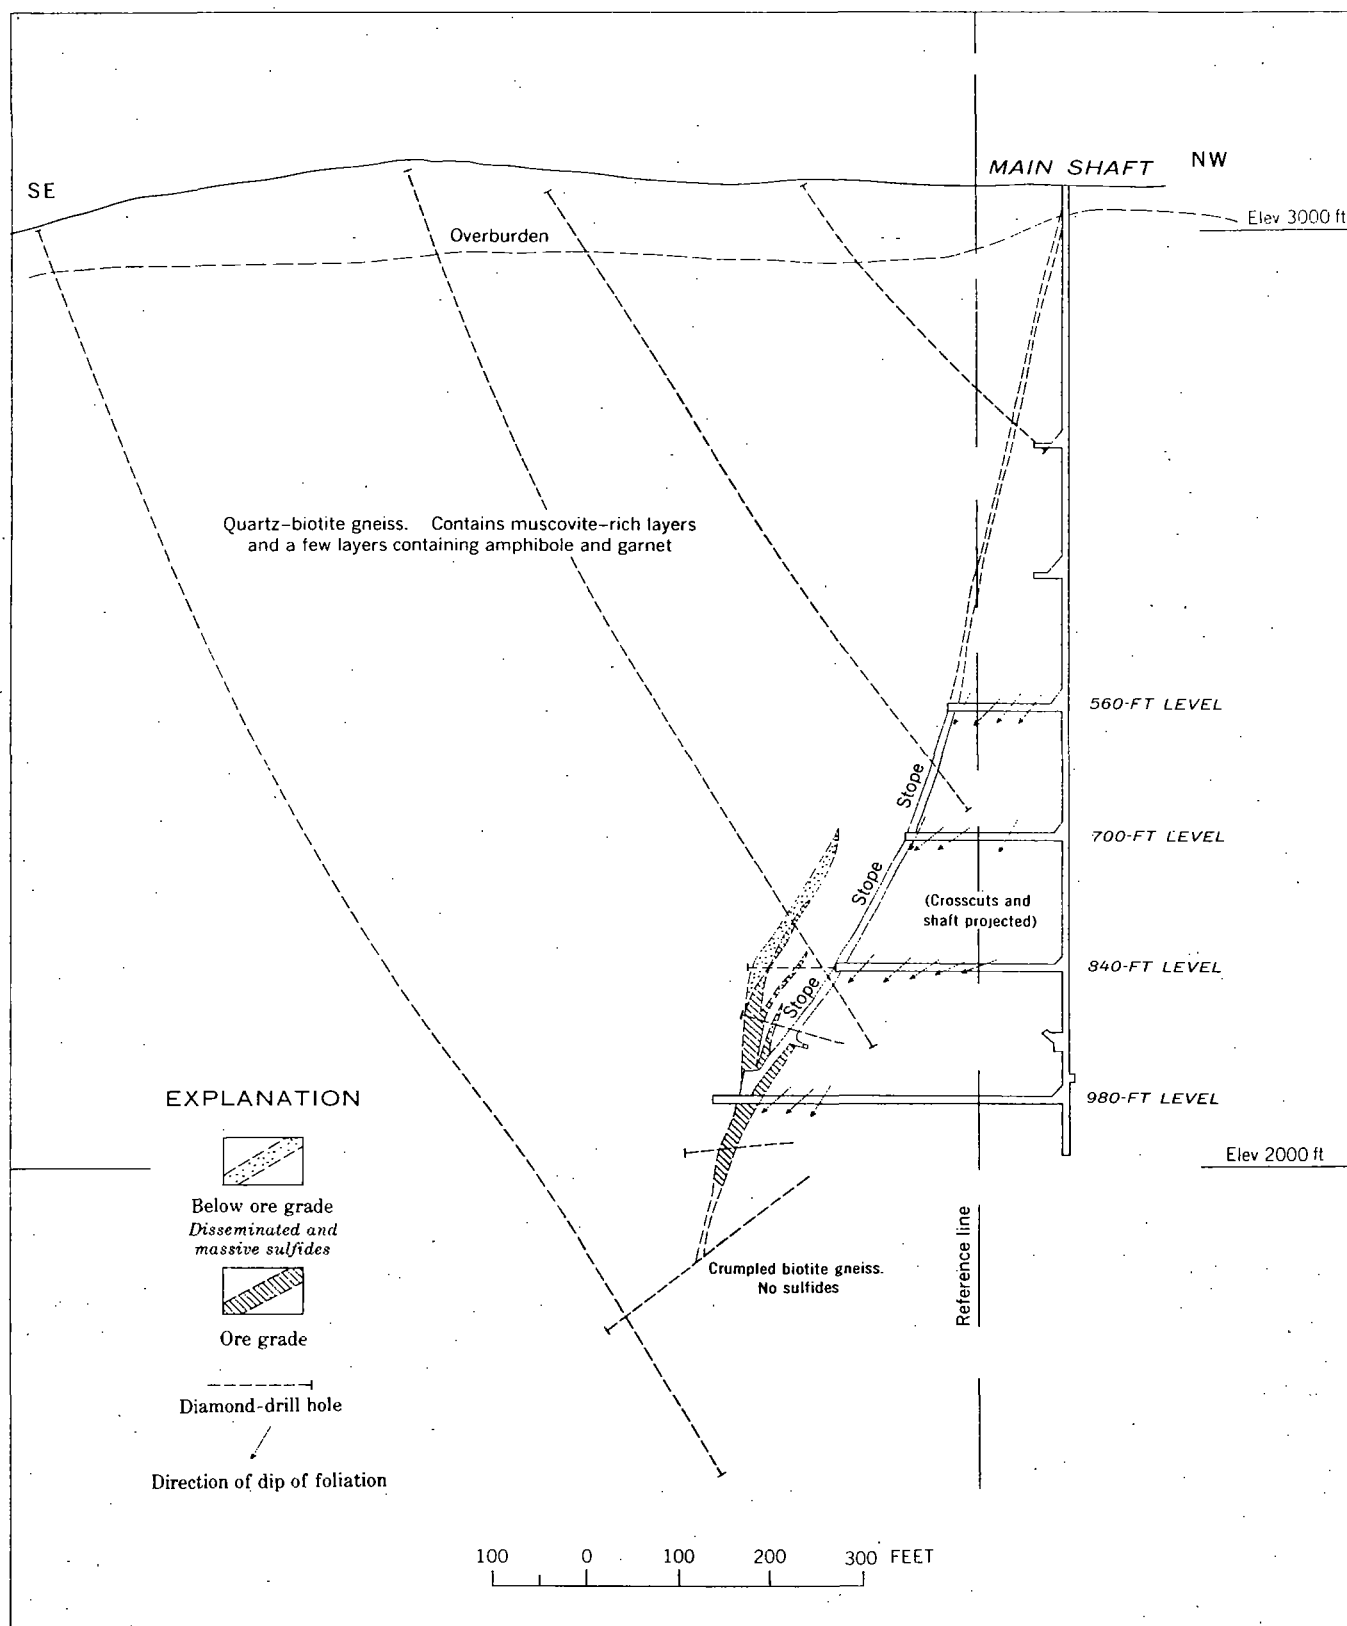 MAIN SHAFT
NW
SE
Elev 3000 ft
Overburden
Quartz-biotite gneiss. Contains muscovite-rich layers
and a few layers containing amphibole and garnet
560-FT LEVEL
Stope
700-FT LEVEL
Stope
(Crosscuts and
shaft projected)
840-FT LEVEL
Stope
980-FT LEVEL
Elev 2000 ft
Reference line
Crumpled biotite gneiss.
No sulfides
EXPLANATION
Below ore grade
Disseminated and
massive sulfides
Ore grade
Diamond-drill hole
Direction of dip of foliation
100 0 100 200 300 FEET